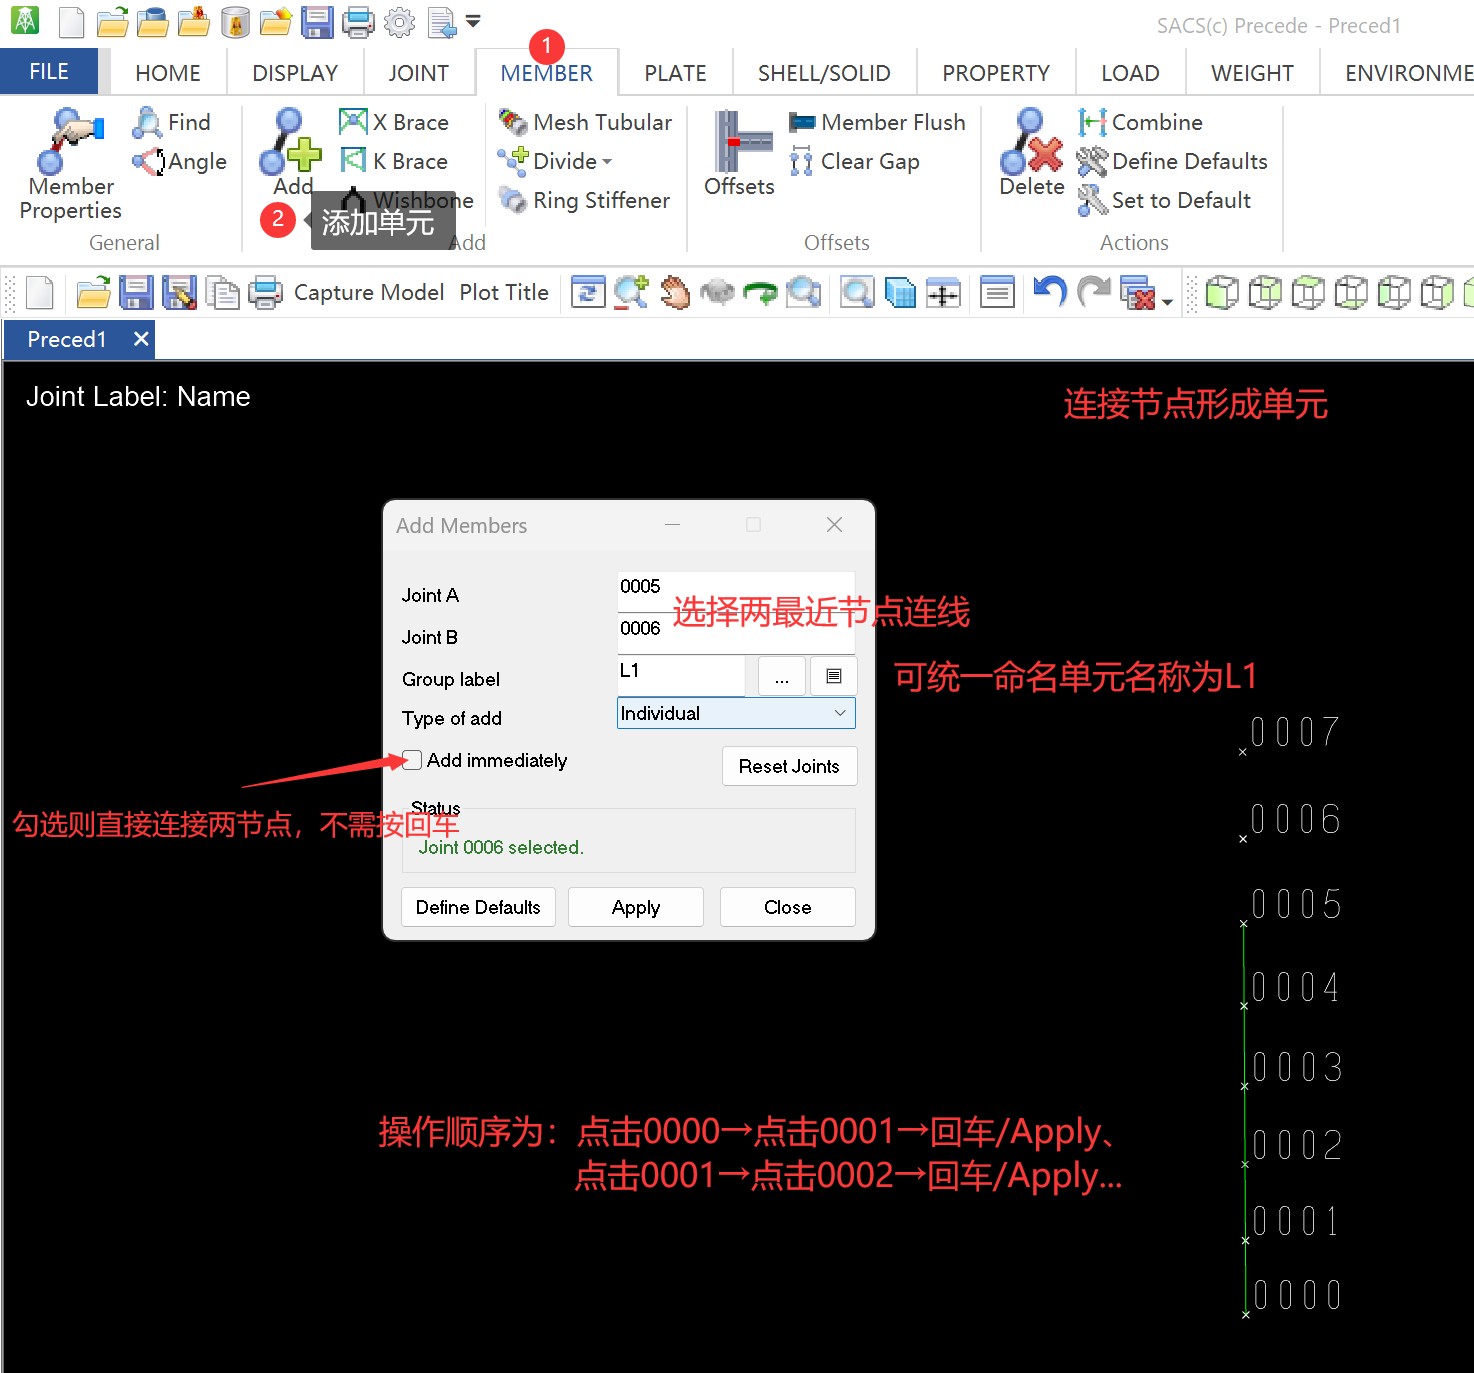 SACS(c) Precede - Preced1
1
FILE
HOME
DISPLAY
JOINT
MEMBER
PLATE
SHELL/SOLID
PROPERTY
LOAD
WEIGHT
ENVIRONME
Find
X Brace
Mesh Tubular
Member Flush
Combine
Angle
K Brace
Divide
Clear Gap
Define Defaults
Member
Properties
Add
Wishbone
Ring Stiffener
Offsets
Delete
Set to Default
2
添加单元
General
Add
Offsets
Actions
Capture Model
Plot Title
Preced1
Joint Label: Name
连接节点形成单元
Add Members
Joint A
0005
选择两最近节点连线
Joint B
0006
Group label
L1
...
可统一命名单元名称为L1
Type of add
Individual
Add immediately
Reset Joints
勾选则直接连接两节点，不需按回车
Status
Joint 0006 selected.
Define Defaults
Apply
Close
0007
0006
0005
0004
0003
操作顺序为：点击0000→点击0001→回车/Apply、
点击0001→点击0002→回车/Apply...
0002
0001
0000